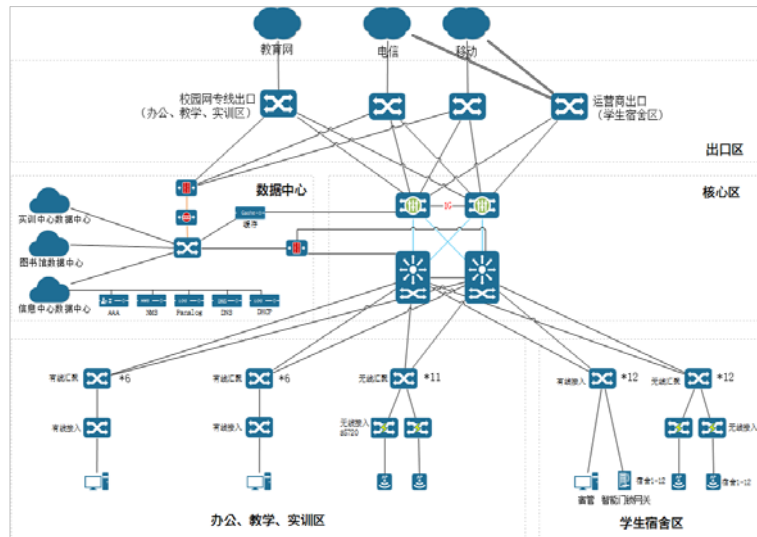 教育网
电信
移动
校园网专线出口
（办公、教学、实训区）
运营商出口
（学生宿舍区）
出口区
数据中心
核心区
实训中心数据中心
缓存
1G
图书馆数据中心
信息中心数据中心
AAA
NMS
Panalog
DNS
DHCP
有线汇聚
*6
有线汇聚
*6
无线汇聚
*11
有线接入
*12
无线汇聚
*12
有线接入
有线接入
无线接入
无线接入
宿管
智能门锁网关
宿舍1-12
宿舍1-12
办公、教学、实训区
学生宿舍区